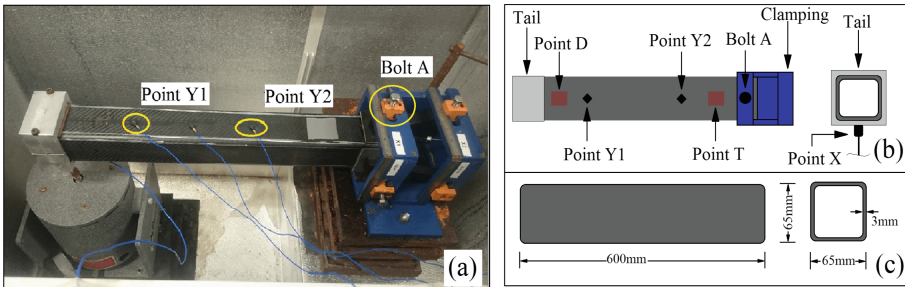 Point Y1
Point Y2
Bolt A
(a)
Tail
Point D
Point Y2
Bolt A
Clamping
Tail
Point Y1
Point T
Point X
(b)
600mm
65mm
65mm
3mm
(c)